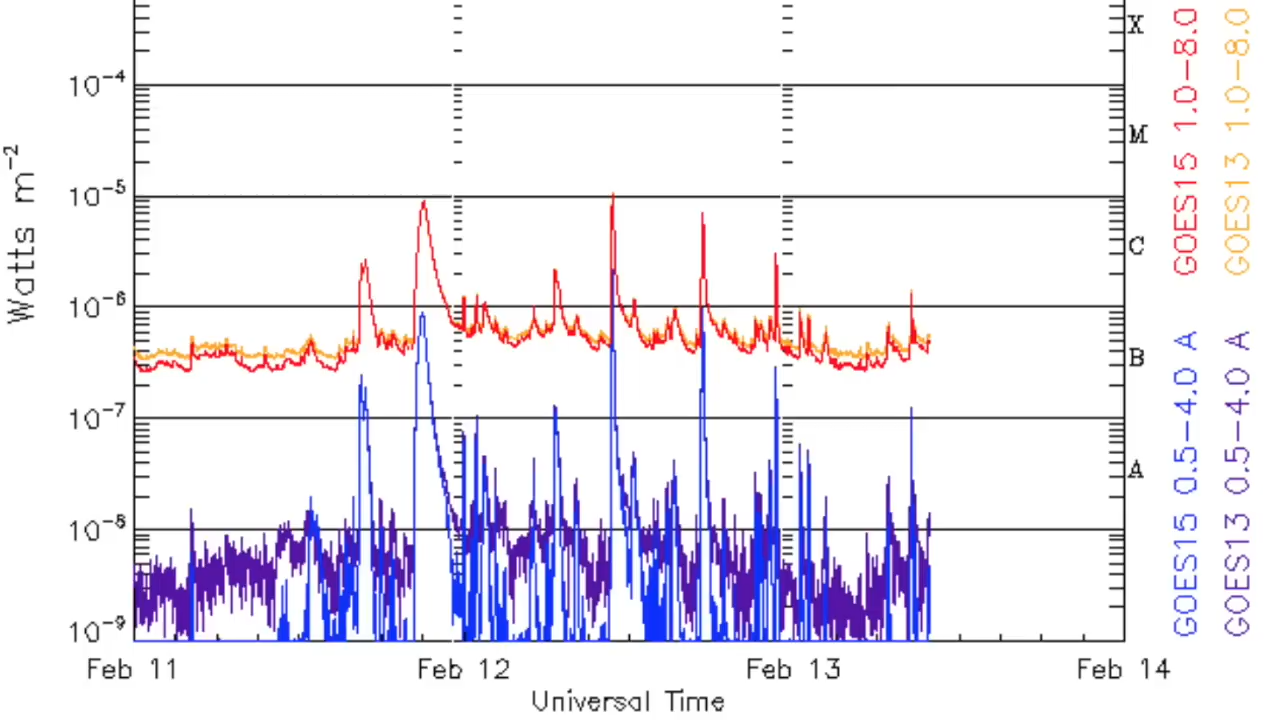 X
10⁻⁴
M
10⁻⁵
C
10⁻⁶
B
10⁻⁷
A
10⁻⁸
10⁻⁹
Watts m⁻²
Feb 11 Feb 12 Feb 13 Feb 14
Universal Time
GOES15 0.5-4.0 A GOES15 1.0-8.0
GOES13 0.5-4.0 A GOES13 1.0-8.0